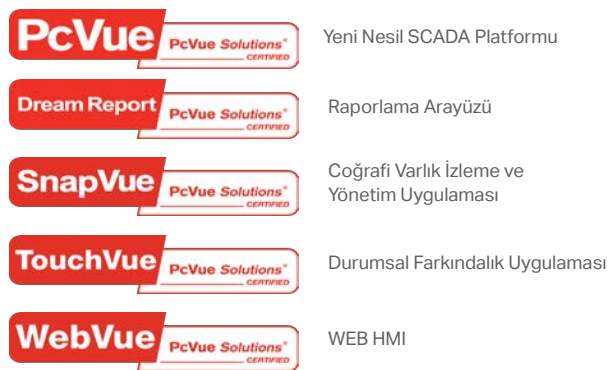 PcVue PcVue Solutions® CERTIFIED
Yeni Nesil SCADA Platformu
Dream Report PcVue Solutions® CERTIFIED
Raporlama Arayüzü
SnapVue PcVue Solutions® CERTIFIED
Coğrafi Varlık İzleme ve
Yönetim Uygulaması
TouchVue PcVue Solutions® CERTIFIED
Durumsal Farkındalık Uygulaması
WebVue PcVue Solutions® CERTIFIED
WEB HMI